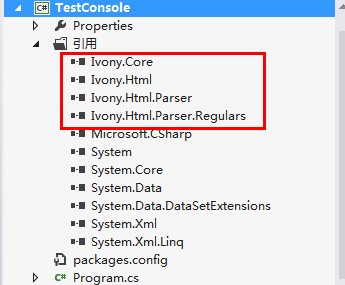 C# TestConsole
Properties
引用
Ivony.Core
Ivony.Html
Ivony.Html.Parser
Ivony.Html.Parser.Regulars
Microsoft.CSharp
System
System.Core
System.Data
System.Data.DataSetExtensions
System.Xml
System.Xml.Linq
packages.config
C# Program.cs